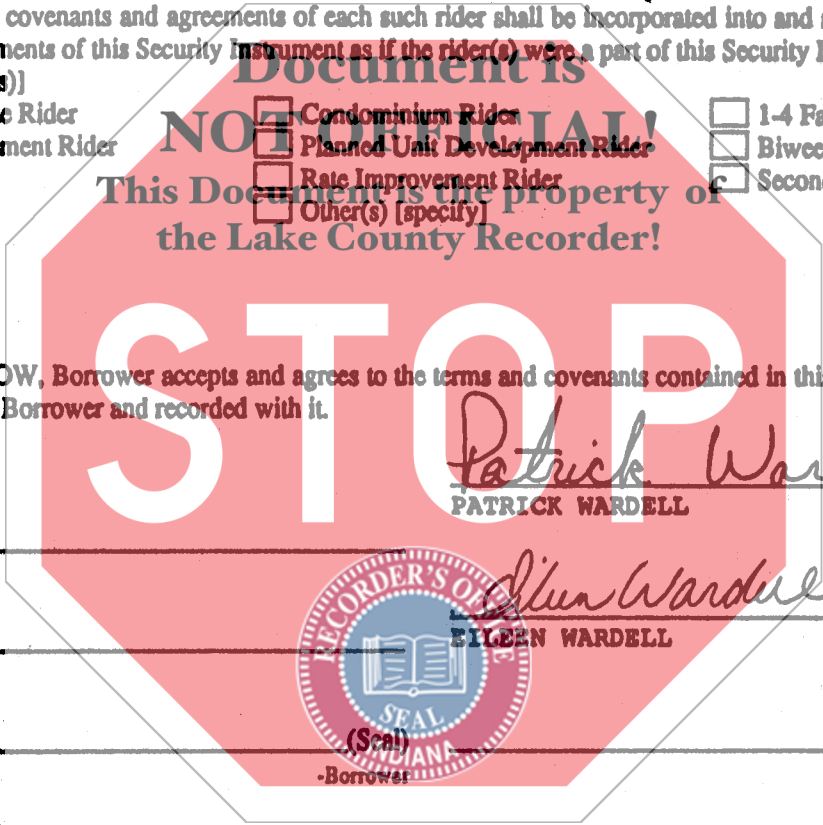 covenants and agreements of each such rider shall be incorporated into and
ments of this Security Instrument as if the rider(s) were a part of this Security
s)]
Document is
NOT OFFICIAL!
This Document is the property of
the Lake County Recorder!
e Rider
Condominium Rider
1-4 Fa
ment Rider
Planned Unit Development Rider
Biwee
Rate Improvement Rider
Secon
Other(s) [specify]
STOP
OW, Borrower accepts and agrees to the terms and covenants contained in thi
Borrower and recorded with it.
Patrick War
PATRICK WARDELL
Eileen Wardell
EILEEN WARDELL
RECORDER'S OFFICE
SEAL
INDIANA
(Seal)
-Borrower